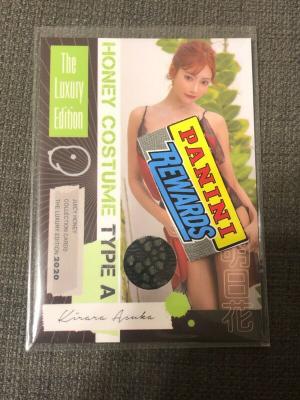 The
Luxury
Edition
HONEY COSTUME TYPE A
JUICY HONEY
COLLECTION CARDS
THE LUXURY EDITION 2020
PANINI
REWARDS
Kirara Asuka
明日花